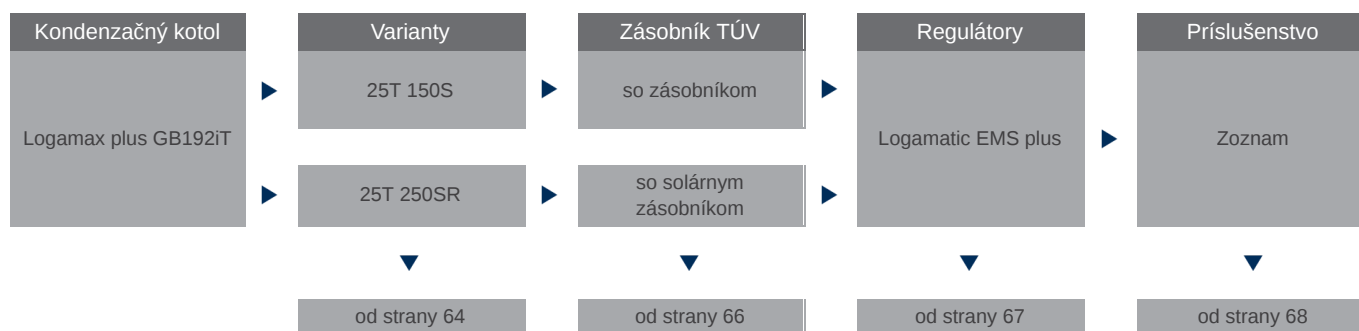 Kondenzačný kotol
Varianty
Zásobník TÚV
Regulátory
Príslušenstvo
Logamax plus GB192iT
25T 150S
so zásobníkom
25T 250SR
so solárnym
zásobníkom
Logamatic EMS plus
Zoznam
od strany 64
od strany 66
od strany 67
od strany 68